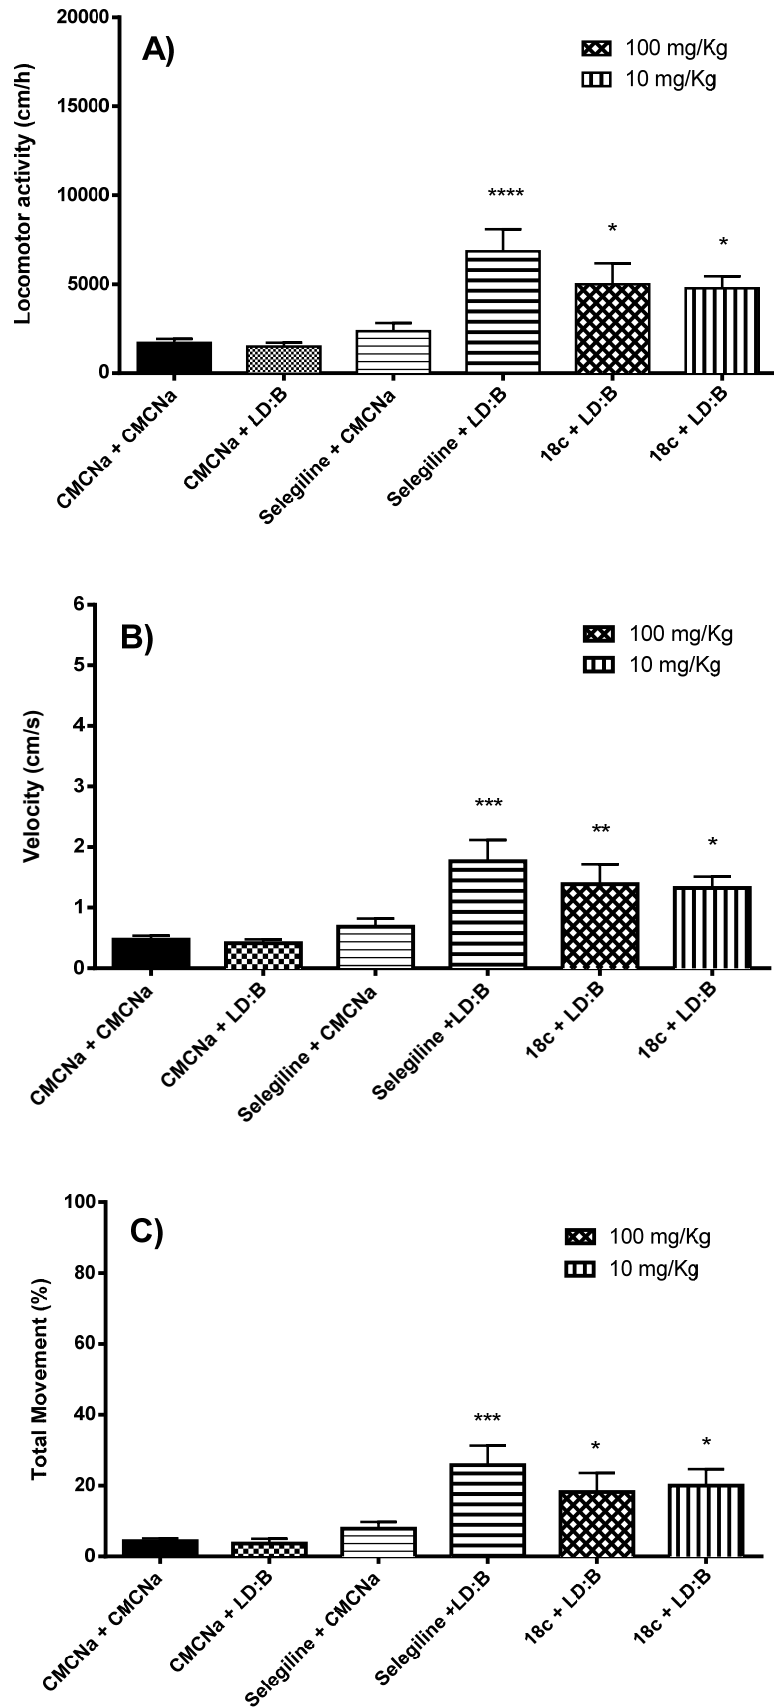 20000
A)
100 mg/Kg
10 mg/Kg
15000
10000
5000
0
Locomotor activity (cm/h)
****
*
*
CMCNa + CMCNa
CMCNa + LD:B
Selegiline + CMCNa
Selegiline + LD:B
18c + LD:B
18c + LD:B
6
B)
100 mg/Kg
10 mg/Kg
5
4
3
2
1
0
Velocity (cm/s)
***
**
*
CMCNa + CMCNa
CMCNa + LD:B
Selegiline + CMCNa
Selegiline +LD:B
18c + LD:B
18c + LD:B
100
C)
100 mg/Kg
10 mg/Kg
80
60
40
20
0
Total Movement (%)
***
*
*
CMCNa + CMCNa
CMCNa + LD:B
Selegiline + CMCNa
Selegiline +LD:B
18c + LD:B
18c + LD:B